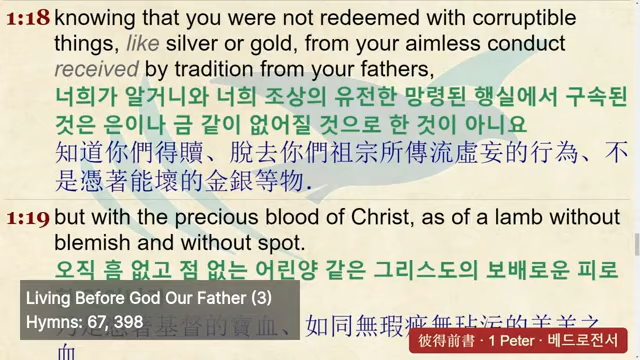 1:18 knowing that you were not redeemed with corruptible
things, like silver or gold, from your aimless conduct
received by tradition from your fathers,
너희가 알거니와 너희 조상의 유전한 망령된 행실에서 구속된
것은 은이나 금 같이 없어질 것으로 한 것이 아니요
知道你們得贖、脫去你們祖宗所傳流虛妄的行為、不
是憑著能壞的金銀等物．
1:19 but with the precious blood of Christ, as of a lamb without
blemish and without spot.
오직 흠 없고 점 없는 어린양 같은 그리스도의 보배로운 피로
Living Before God Our Father (3)
Hymns: 67, 398
乃是憑著基督的寶血、如同無瑕疵無玷污的羔羊之
血
彼得前書 · 1 Peter · 베드로전서